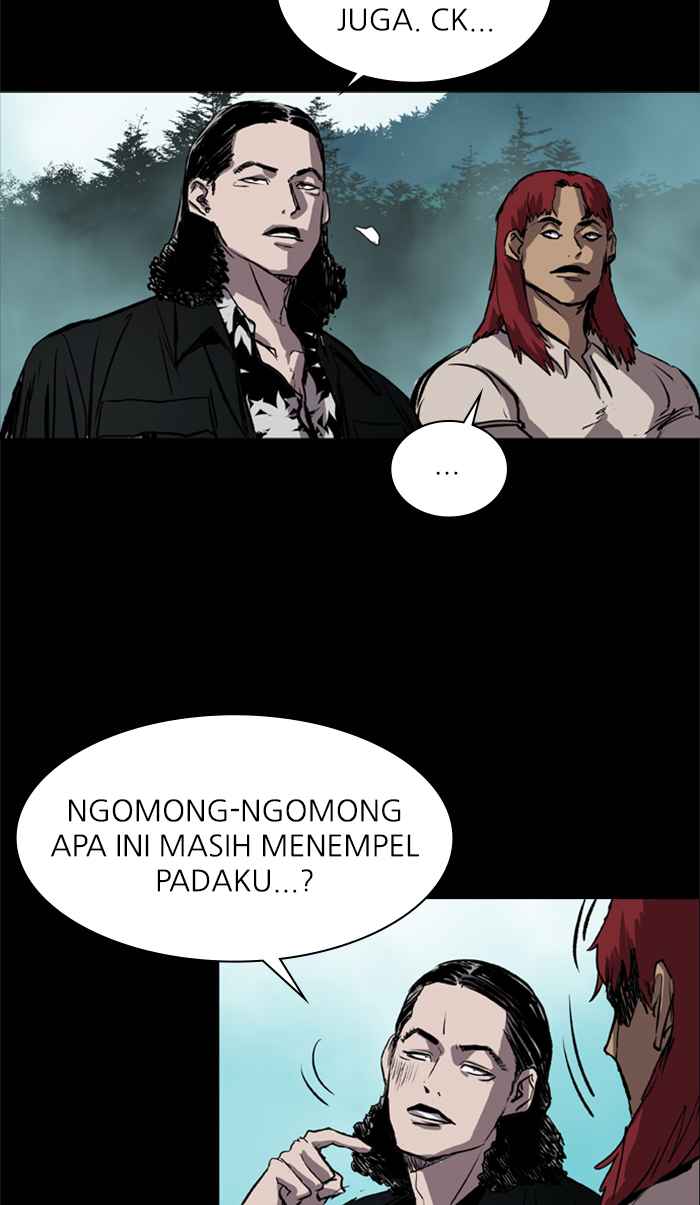 JUGA. CK...
...
NGOMONG-NGOMONG
APA INI MASIH MENEMPEL
PADAKU...?